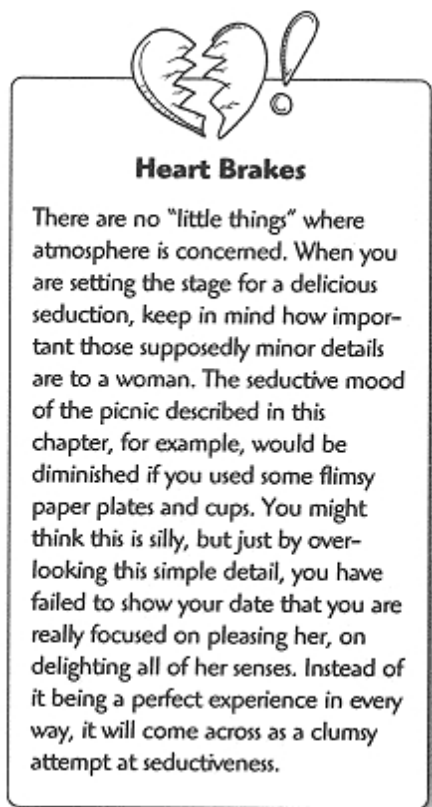 Heart Brakes
There are no "little things" where
atmosphere is concerned. When you
are setting the stage for a delicious
seduction, keep in mind how impor-
tant those supposedly minor details
are to a woman. The seductive mood
of the picnic described in this
chapter, for example, would be
diminished if you used some flimsy
paper plates and cups. You might
think this is silly, but just by over-
looking this simple detail, you have
failed to show your date that you are
really focused on pleasing her, on
delighting all of her senses. Instead of
it being a perfect experience in every
way, it will come across as a clumsy
attempt at seductiveness.